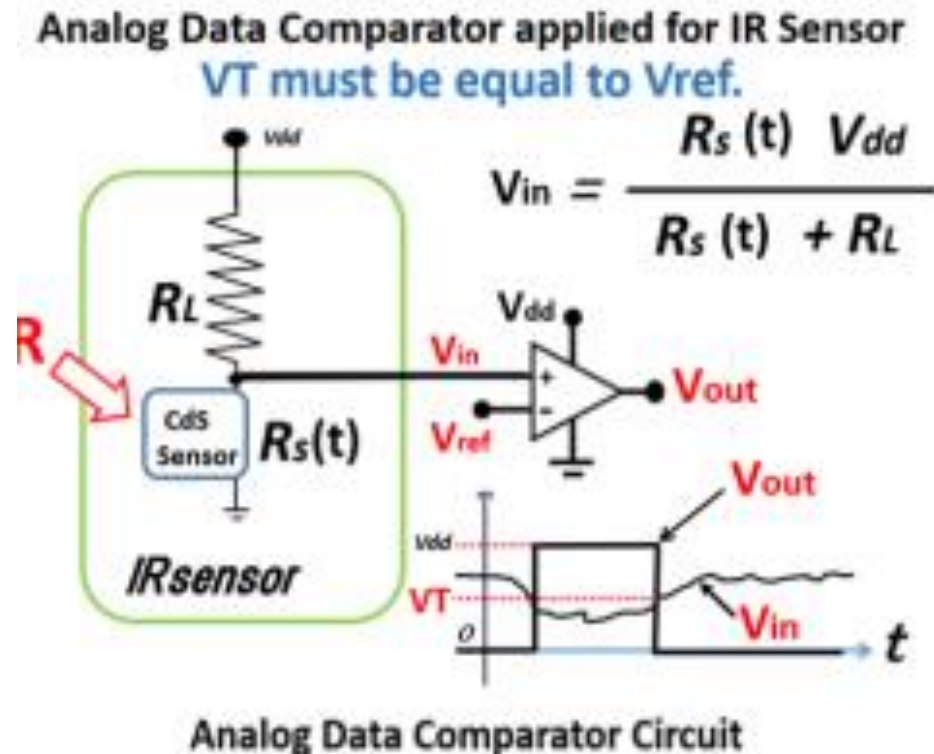 Analog Data Comparator applied for IR Sensor
VT must be equal to Vref.
Vdd
Vin = Rs (t) Vdd
Rs (t) + RL
RL
Vdd
R
Vin
Vout
CdS
Sensor
Rs(t)
Vref
Vout
Vdd
IRsensor
VT
Vin
0
t
Analog Data Comparator Circuit